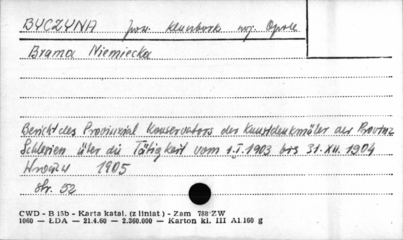 BYCZYNA pow. Kluczbork woj. Opole
Brama Niemiecka
Bericht des Provinzial Konservators der Kunstdenkmäler der Provinz
Schlesien über die Tätigkeit vom 1.I.1903 bis 31.XII.1904
1905
Str. 52
CWD - B 15b - Karta katal. (z liniat) - Zam 788 ZW
1060 — ŁDA — 21.4.60 — 2.360.000 — Karton kl. III A1.160 g